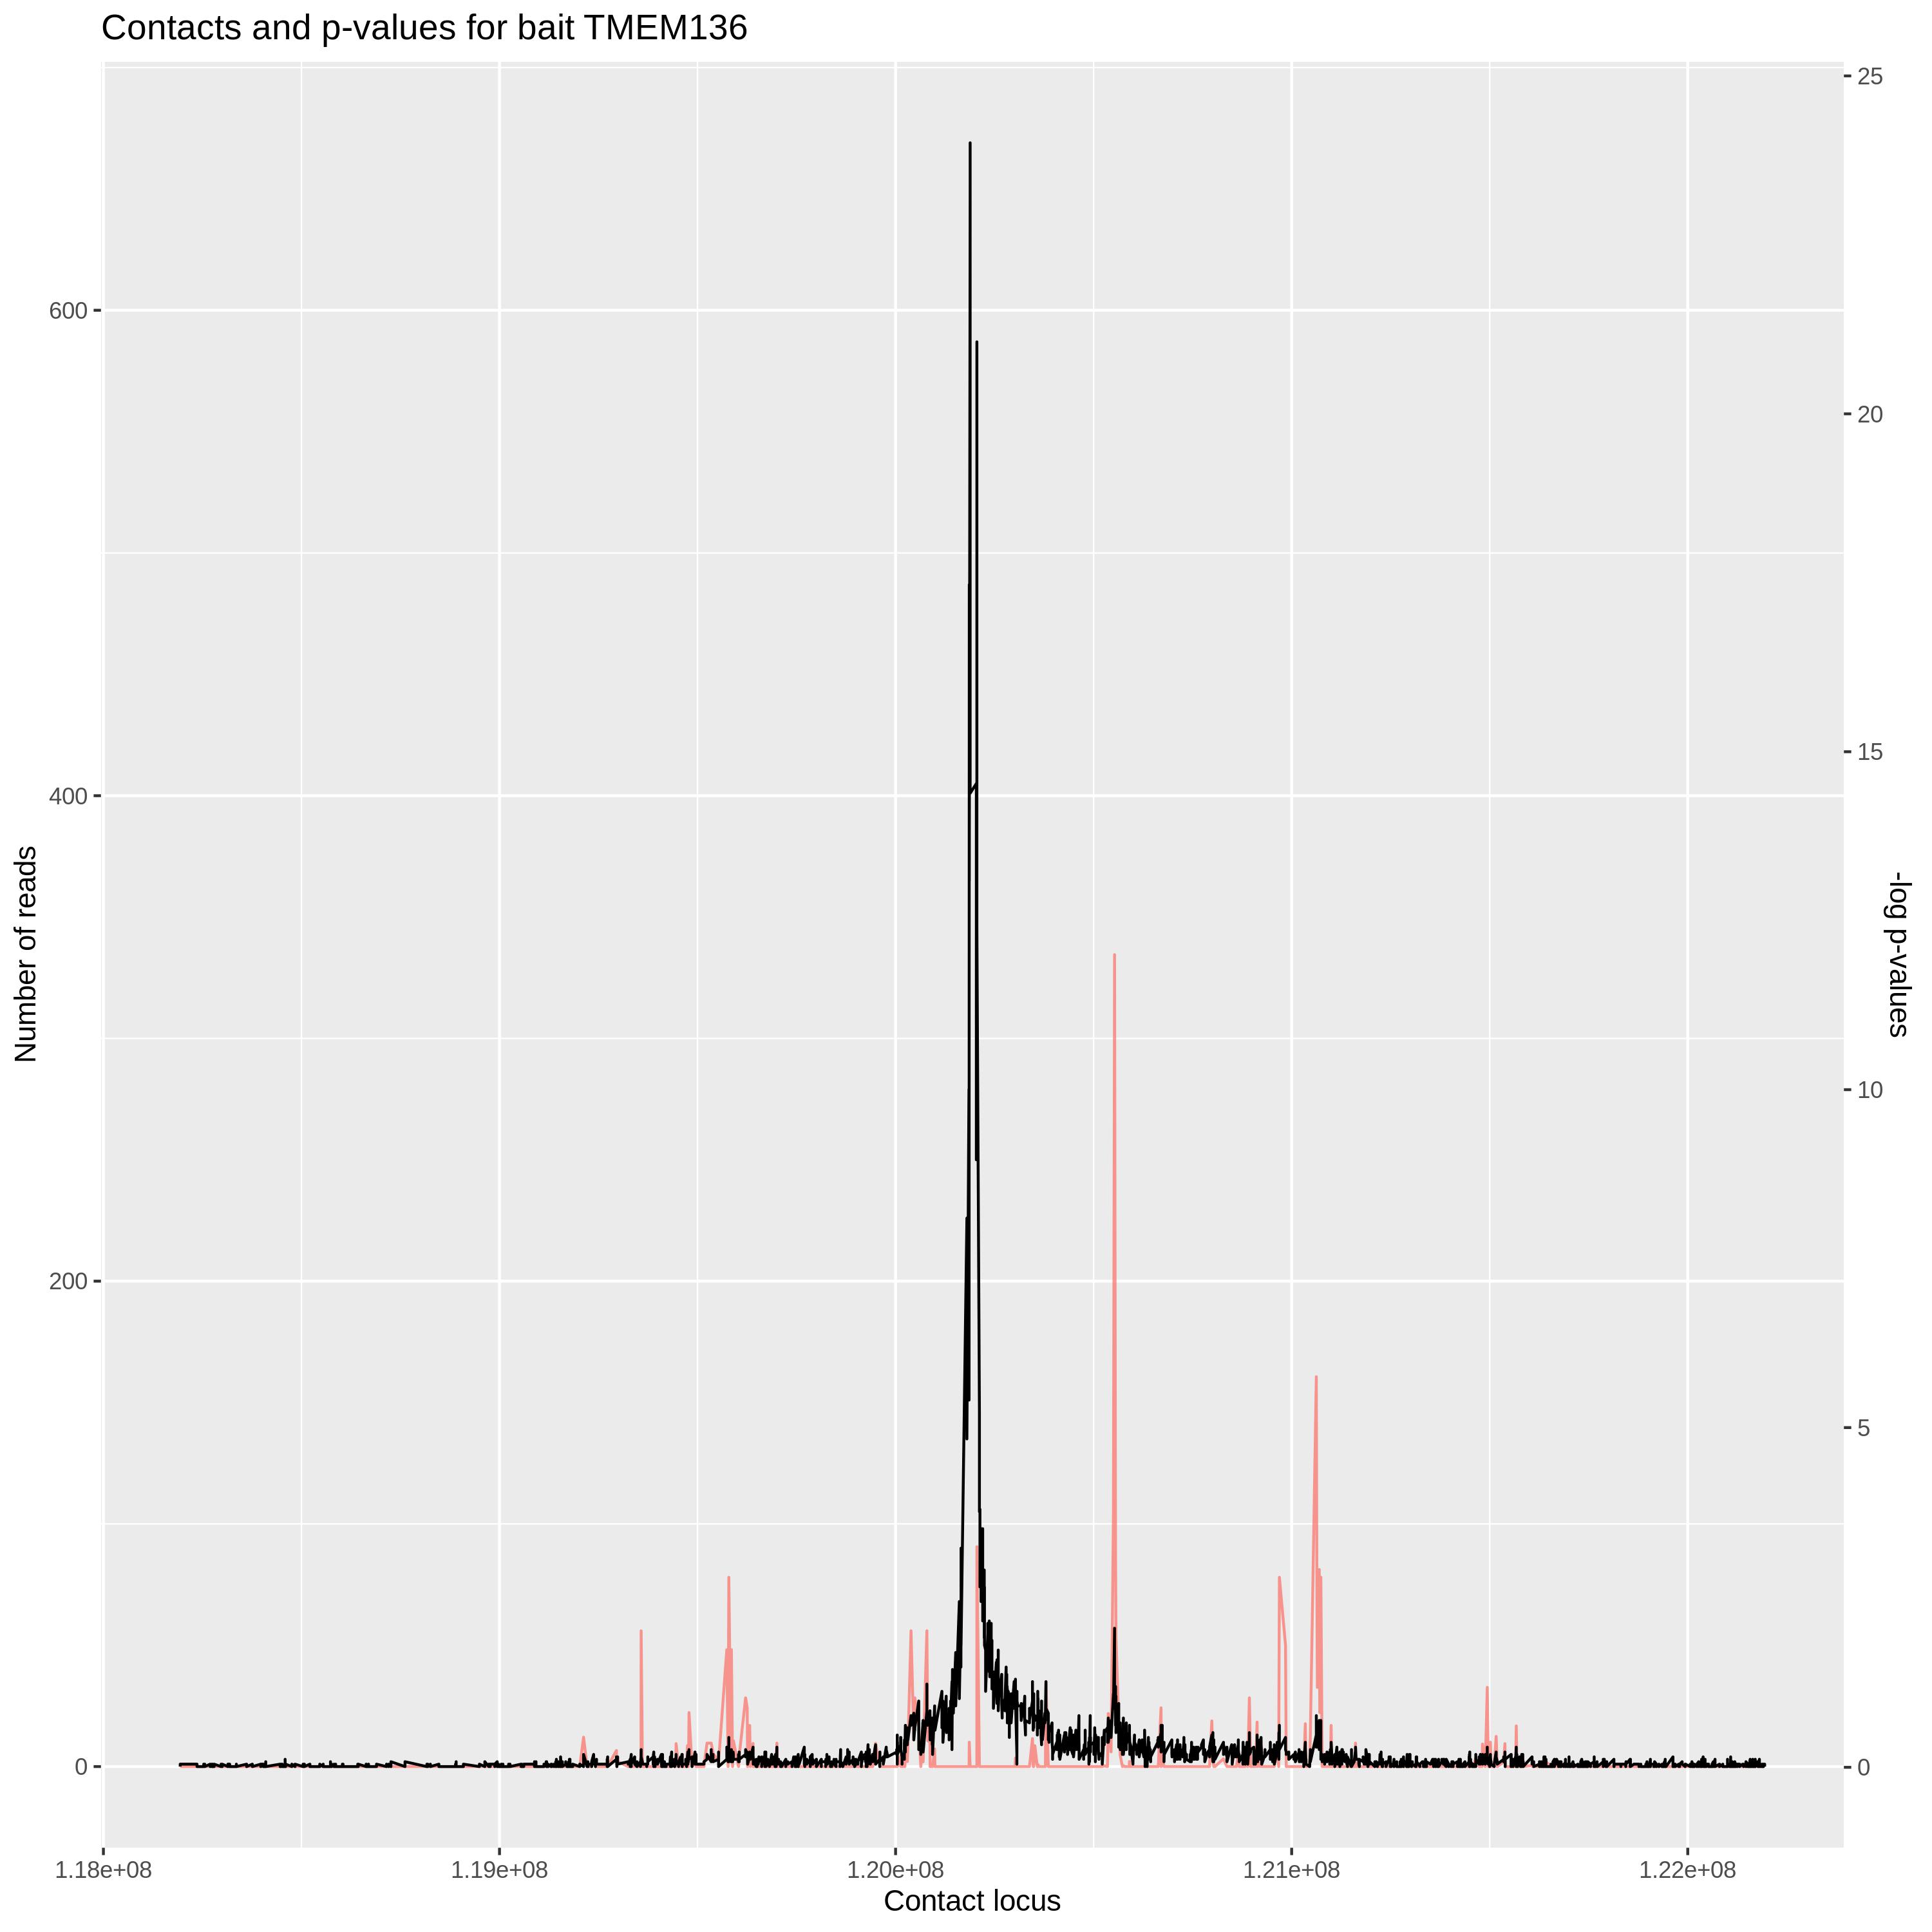 Contacts and p-values for bait TMEM136
Number of reads
600
400
200
0
25
20
15
10
5
0
-log p-values
1.18e+08
1.19e+08
1.20e+08
1.21e+08
1.22e+08
Contact locus